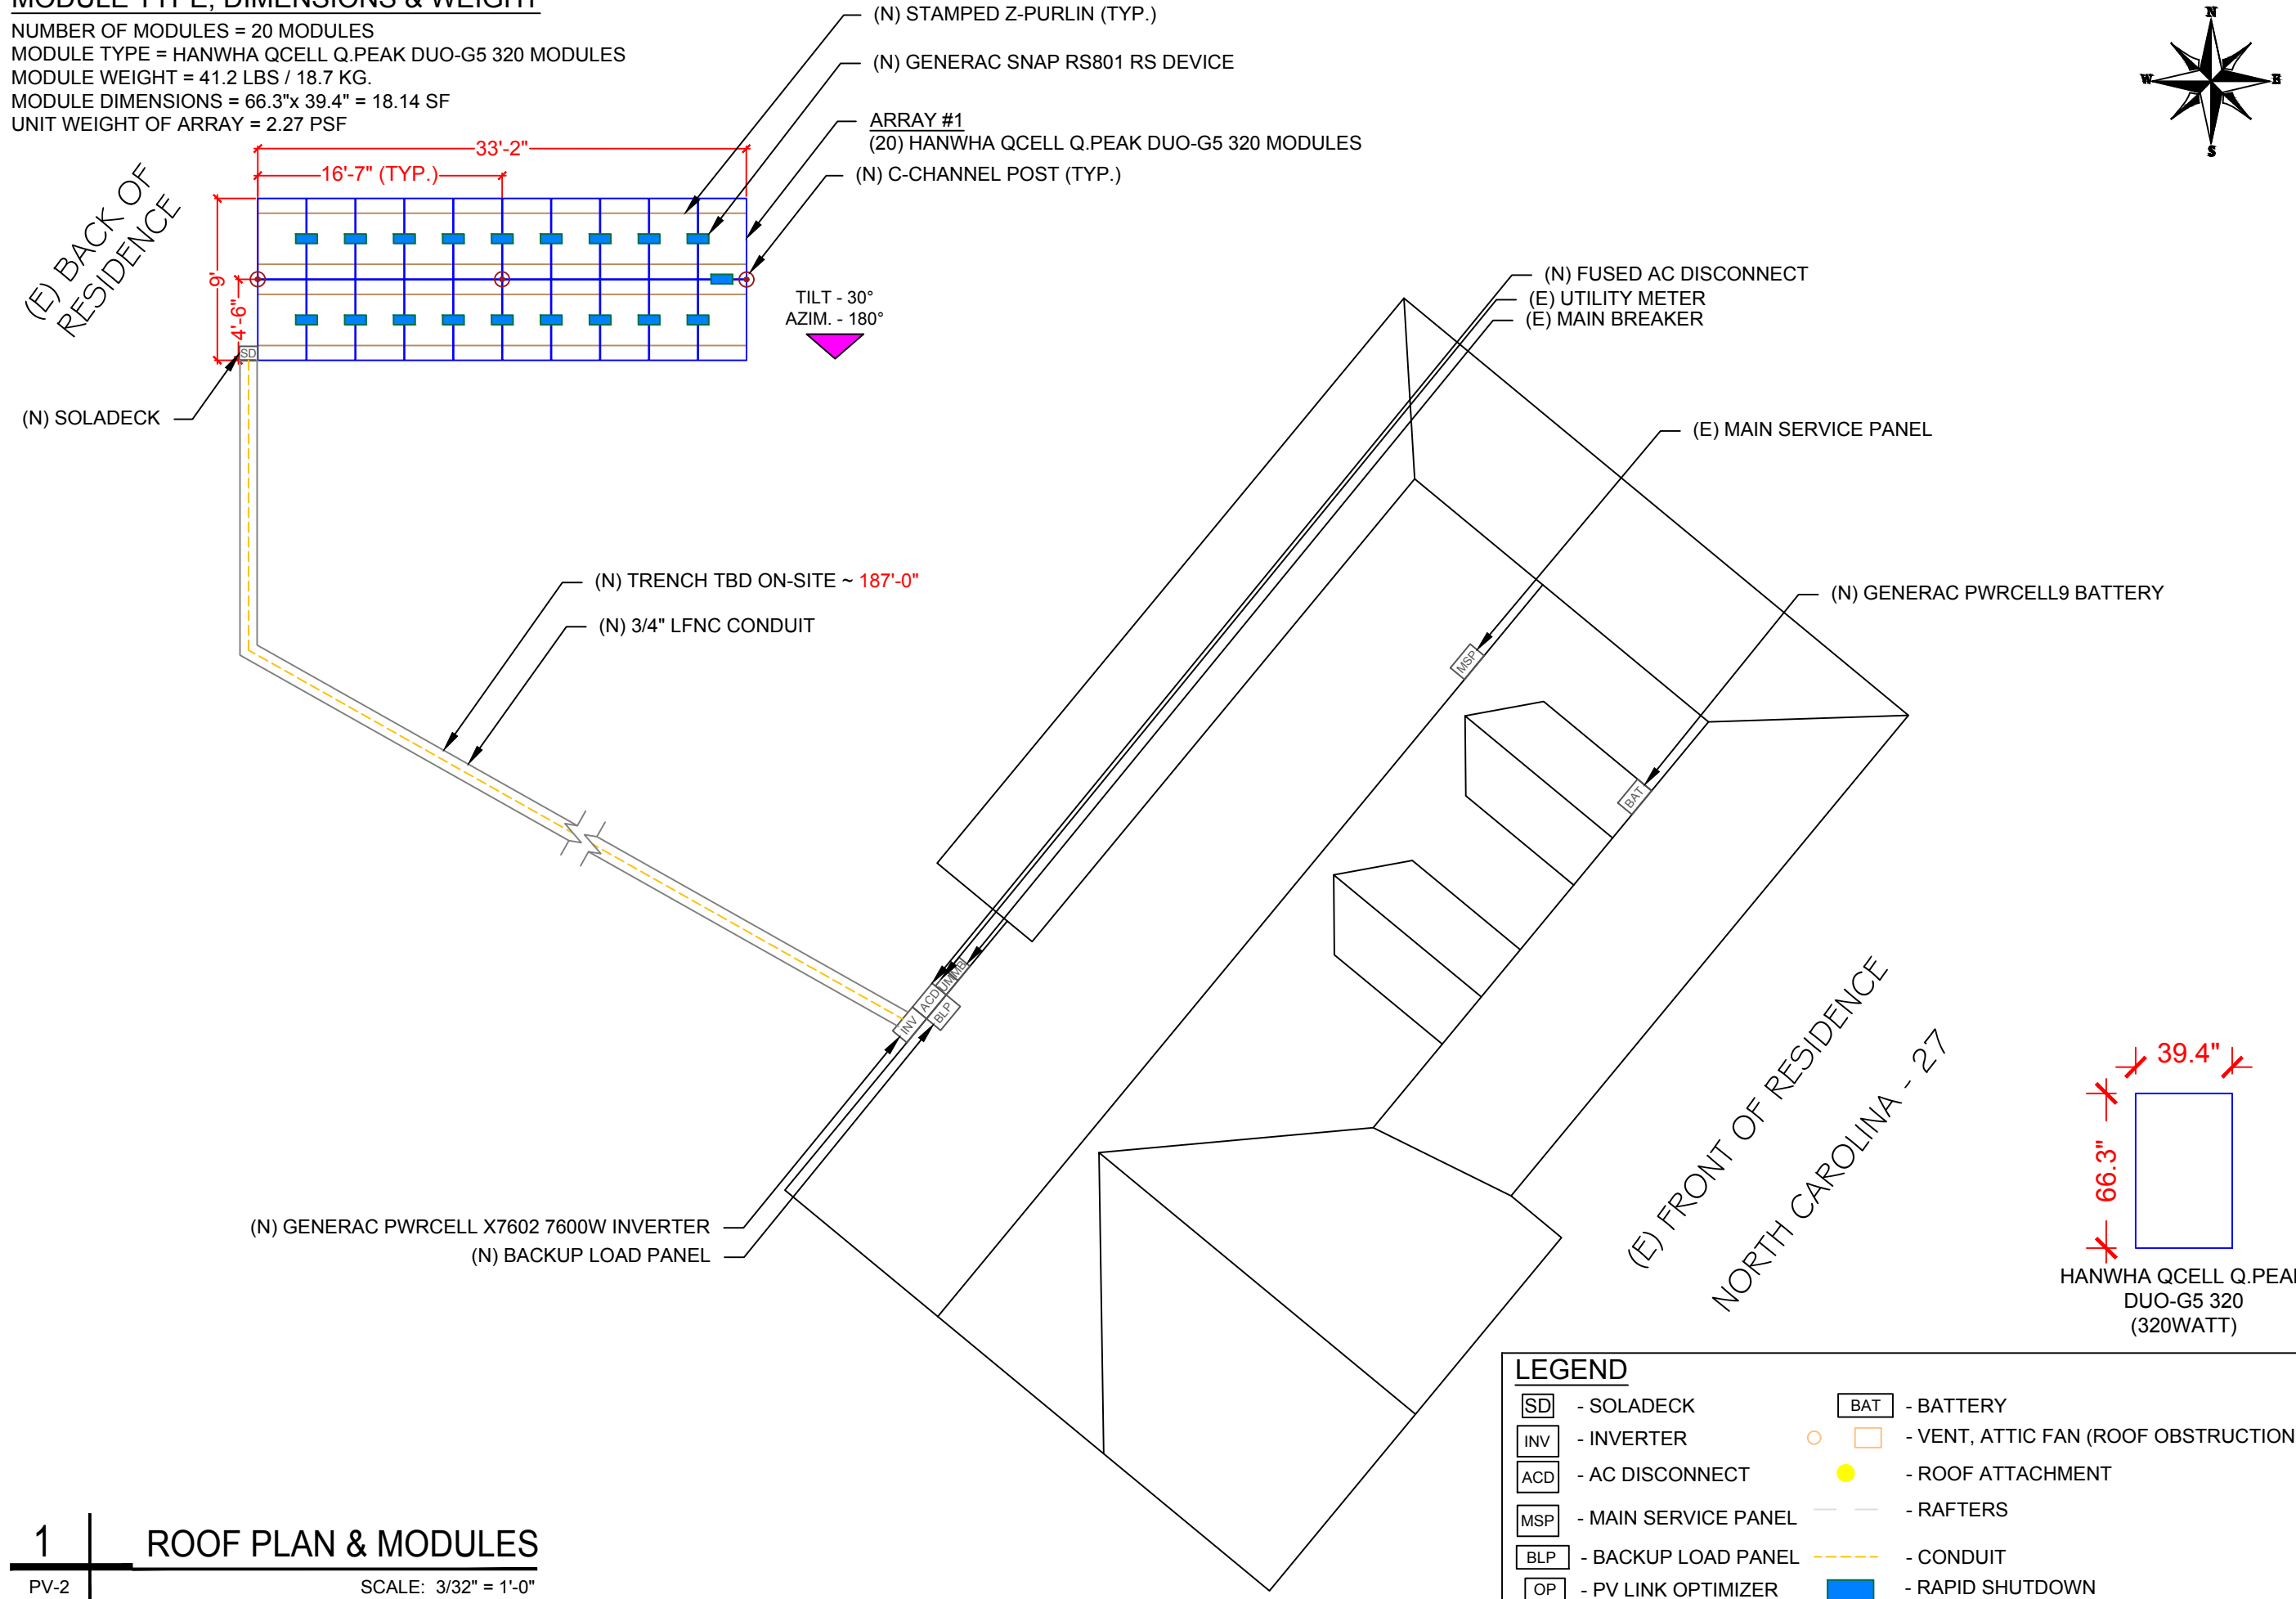 MODULE TYPE, DIMENSIONS & WEIGHT
NUMBER OF MODULES = 20 MODULES
MODULE TYPE = HANWHA QCELL Q.PEAK DUO-G5 320 MODULES
MODULE WEIGHT = 41.2 LBS / 18.7 KG.
MODULE DIMENSIONS = 66.3"x 39.4" = 18.14 SF
UNIT WEIGHT OF ARRAY = 2.27 PSF
(N) STAMPED Z-PURLIN (TYP.)
(N) GENERAC SNAP RS801 RS DEVICE
ARRAY #1
(20) HANWHA QCELL Q.PEAK DUO-G5 320 MODULES
(N) C-CHANNEL POST (TYP.)
N
W
E
S
33'-2"
16'-7" (TYP.)
9'
4'-6"
(E) BACK OF
RESIDENCE
TILT - 30°
AZIM. - 180°
SD
(N) SOLADECK
(N) FUSED AC DISCONNECT
(E) UTILITY METER
(E) MAIN BREAKER
(E) MAIN SERVICE PANEL
(N) TRENCH TBD ON-SITE ~ 187'-0"
(N) 3/4" LFNC CONDUIT
(N) GENERAC PWRCELL9 BATTERY
MSP
BAT
INV
ACD
UM
MB
BLP
(N) GENERAC PWRCELL X7602 7600W INVERTER
(N) BACKUP LOAD PANEL
(E) FRONT OF RESIDENCE
NORTH CAROLINA - 27
39.4"
66.3"
HANWHA QCELL Q.PEAK
DUO-G5 320
(320WATT)
LEGEND
SD - SOLADECK
INV - INVERTER
ACD - AC DISCONNECT
MSP - MAIN SERVICE PANEL
BLP - BACKUP LOAD PANEL
OP - PV LINK OPTIMIZER
BAT - BATTERY
- VENT, ATTIC FAN (ROOF OBSTRUCTION
- ROOF ATTACHMENT
- RAFTERS
- CONDUIT
- RAPID SHUTDOWN
1
PV-2
ROOF PLAN & MODULES
SCALE: 3/32" = 1'-0"